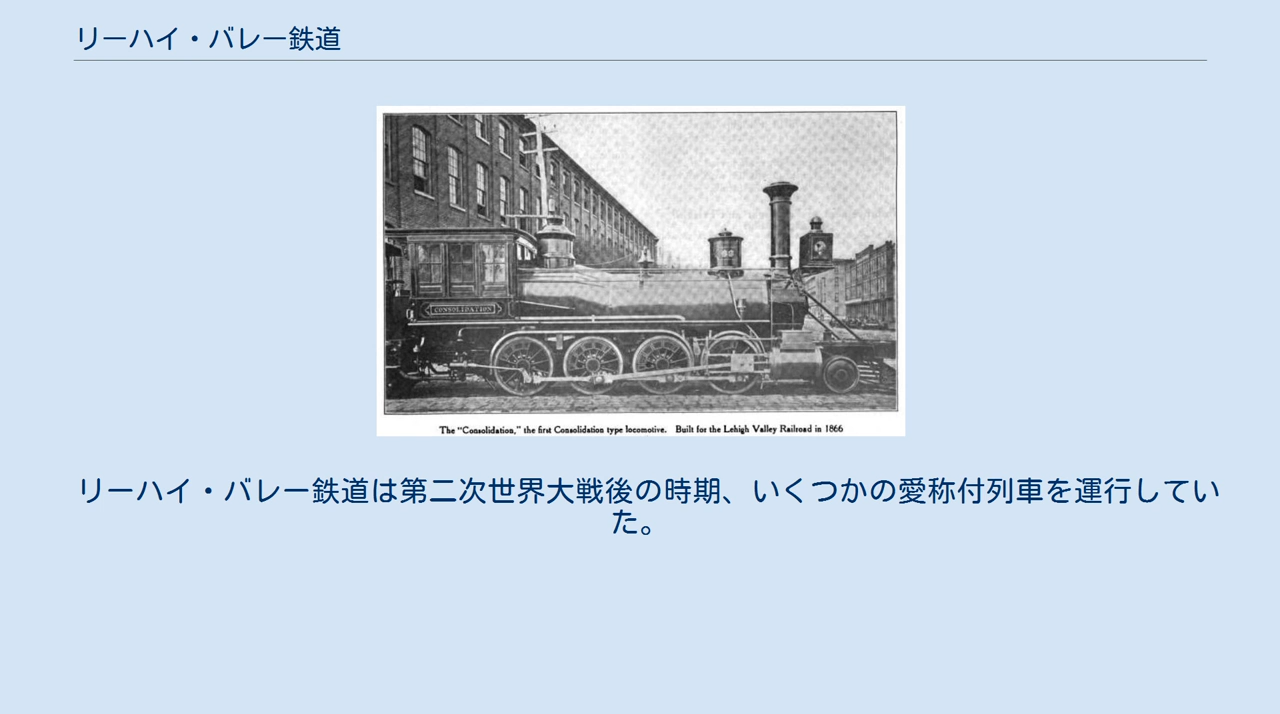 リーハイ・バレー鉄道
CONSOLIDATION
The "Consolidation," the first Consolidation type locomotive. Built for the Lehigh Valley Railroad in 1866
リーハイ・バレー鉄道は第二次世界大戦後の時期、いくつかの愛称付列車を運行してい
た。